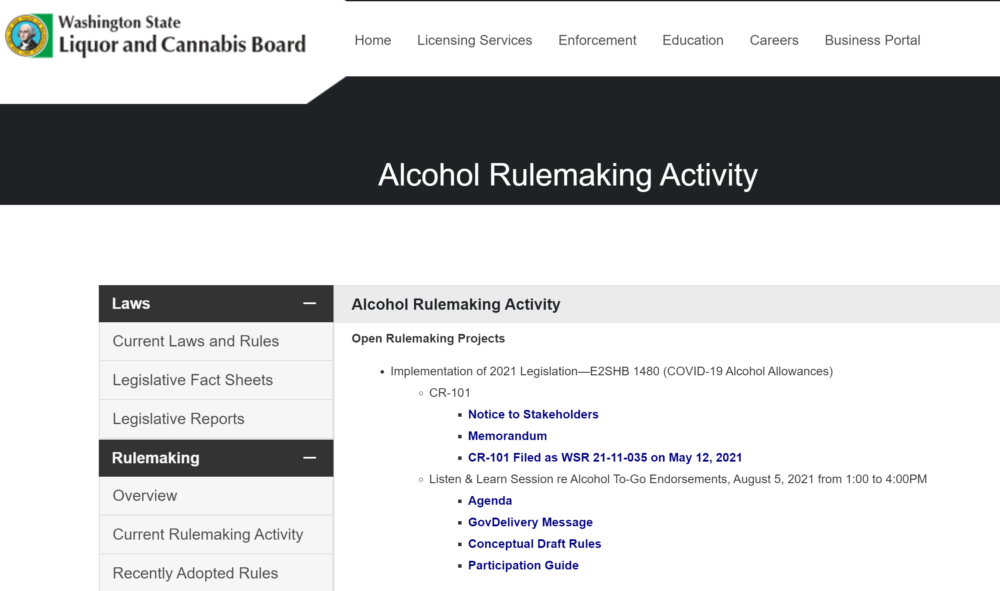 Washington State
Liquor and Cannabis Board
Home Licensing Services Enforcement Education Careers Business Portal
Alcohol Rulemaking Activity
Laws
Current Laws and Rules
Legislative Fact Sheets
Legislative Reports
Rulemaking
Overview
Current Rulemaking Activity
Recently Adopted Rules
Alcohol Rulemaking Activity
Open Rulemaking Projects
Implementation of 2021 Legislation—E2SHB 1480 (COVID-19 Alcohol Allowances)
CR-101
Notice to Stakeholders
Memorandum
CR-101 Filed as WSR 21-11-035 on May 12, 2021
Listen & Learn Session re Alcohol To-Go Endorsements, August 5, 2021 from 1:00 to 4:00PM
Agenda
GovDelivery Message
Conceptual Draft Rules
Participation Guide